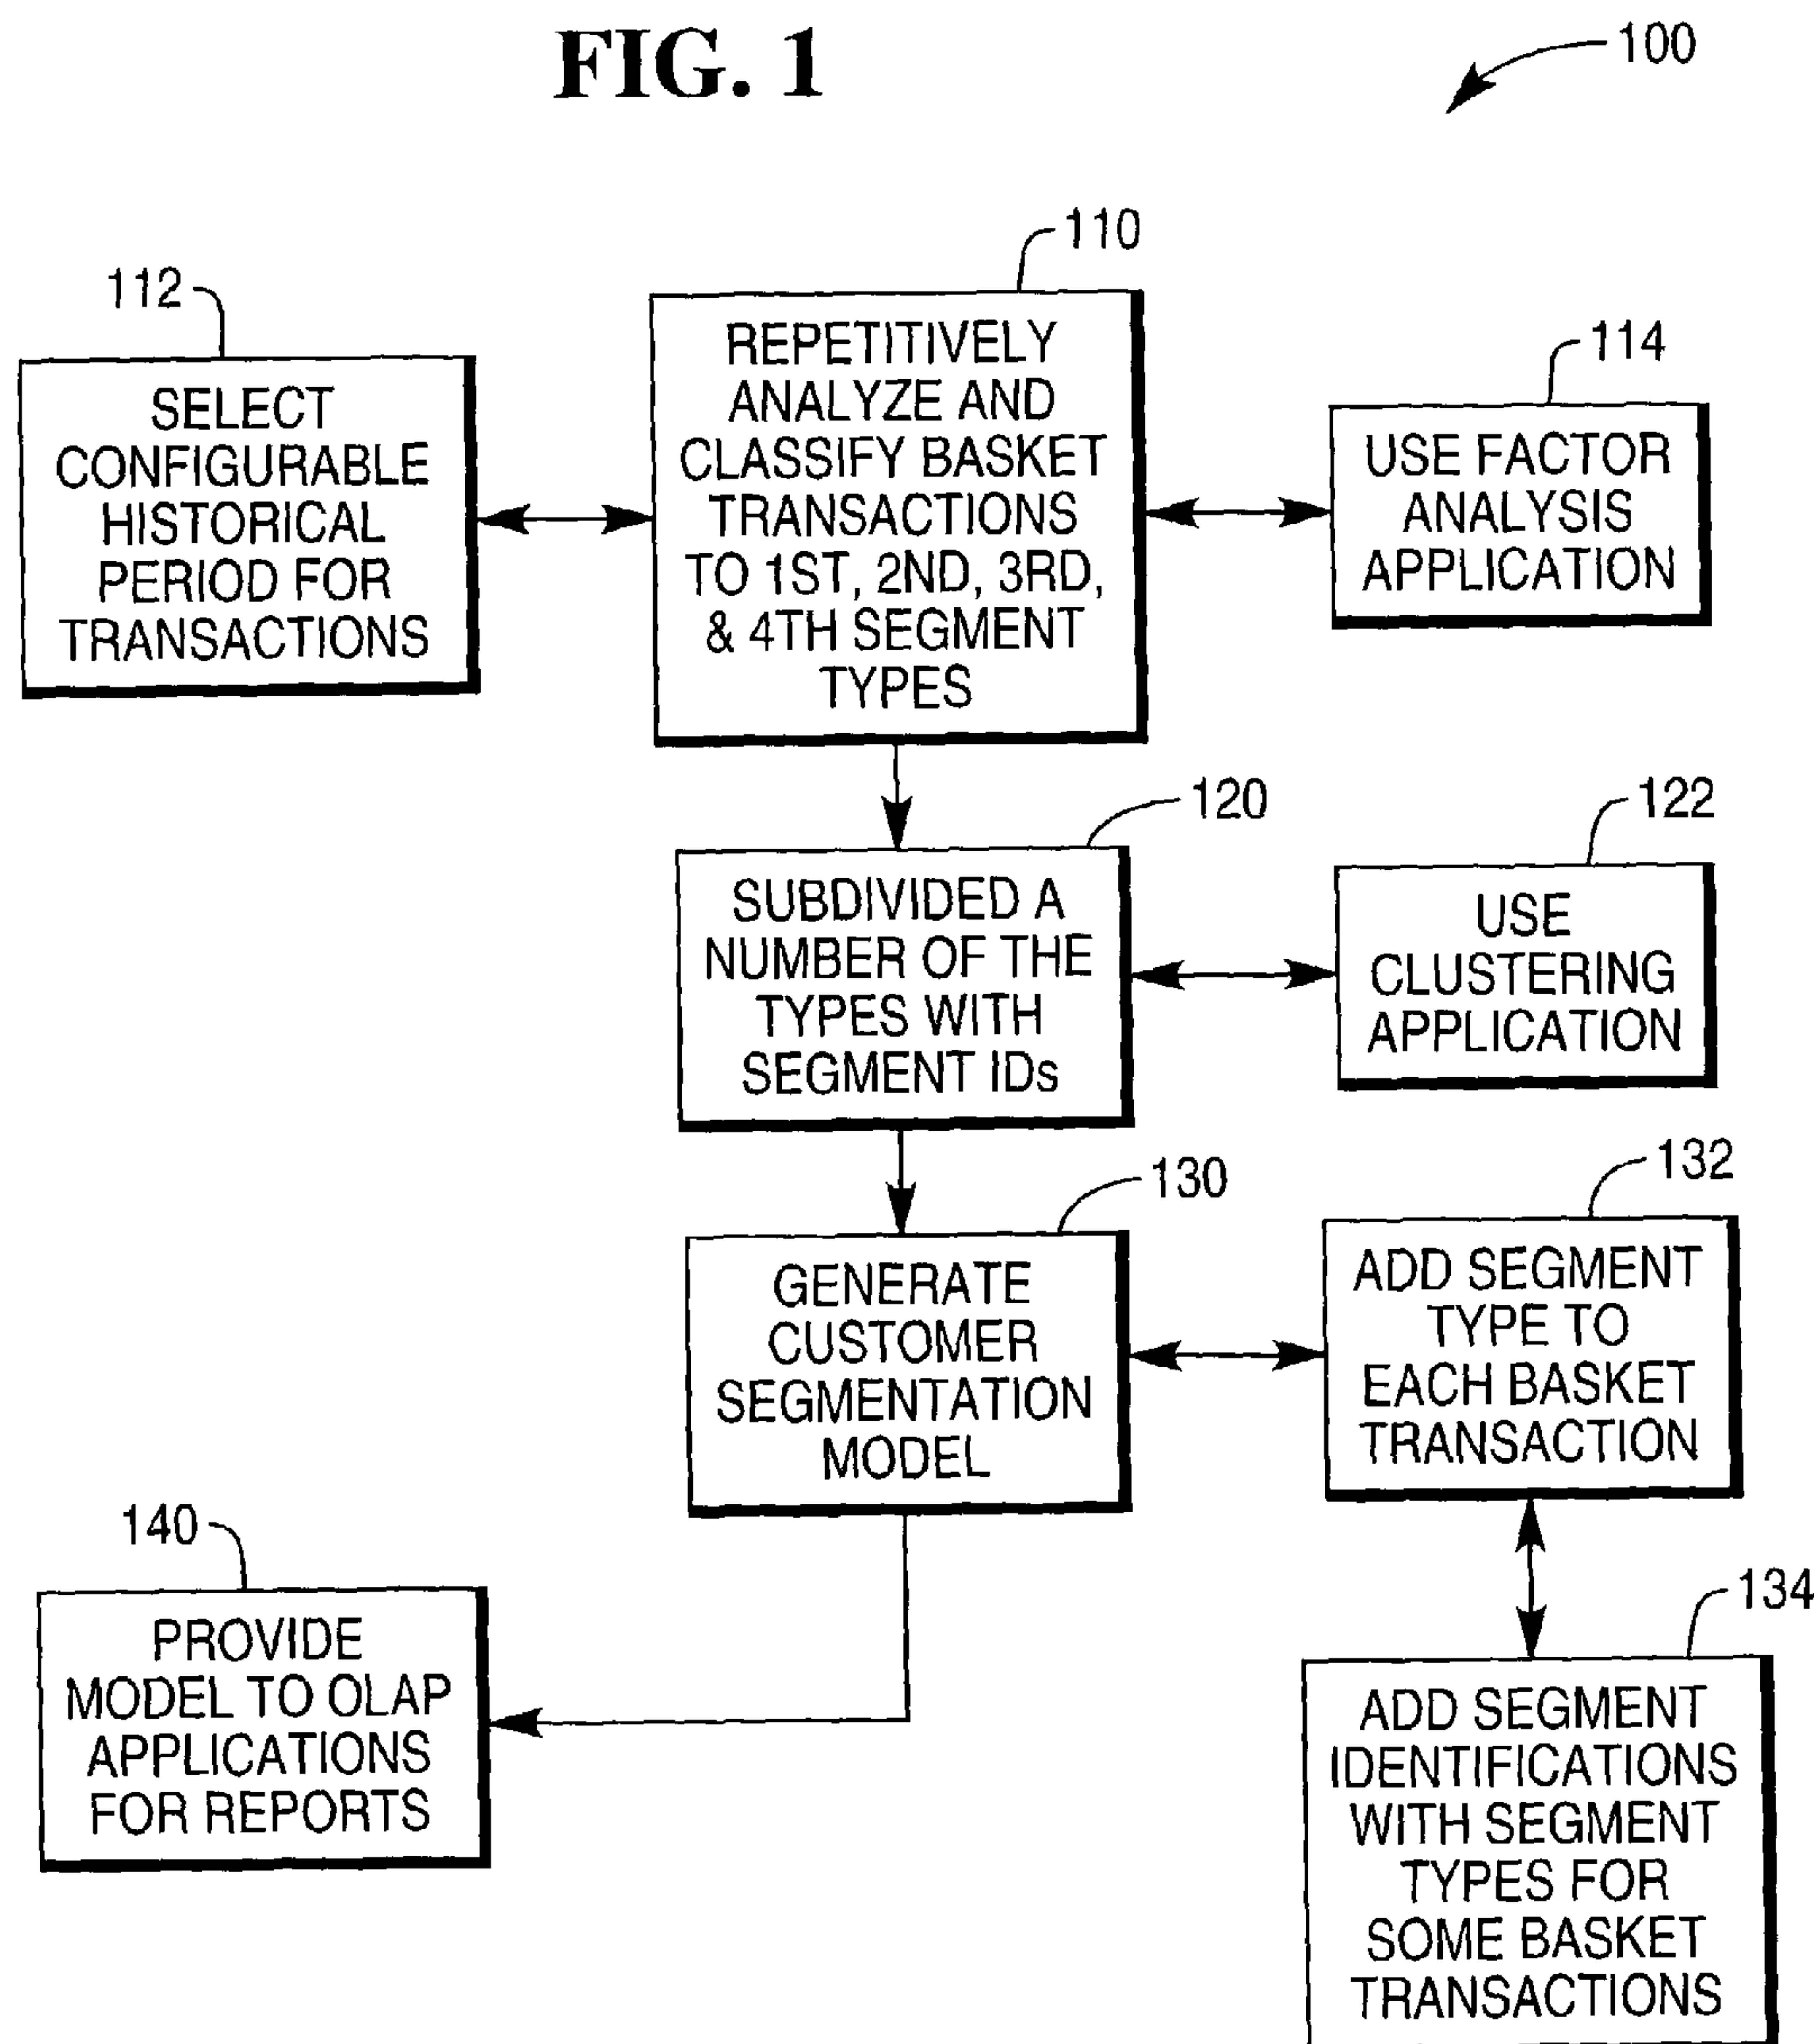 FIG. 1
100
110
112
REPETITIVELY
ANALYZE AND
CLASSIFY BASKET
TRANSACTIONS
TO 1ST, 2ND, 3RD,
& 4TH SEGMENT
TYPES
SELECT
CONFIGURABLE
HISTORICAL
PERIOD FOR
TRANSACTIONS
114
USE FACTOR
ANALYSIS
APPLICATION
120
SUBDIVIDED A
NUMBER OF THE
TYPES WITH
SEGMENT IDs
122
USE
CLUSTERING
APPLICATION
130
GENERATE
CUSTOMER
SEGMENTATION
MODEL
132
ADD SEGMENT
TYPE TO
EACH BASKET
TRANSACTION
140
PROVIDE
MODEL TO OLAP
APPLICATIONS
FOR REPORTS
134
ADD SEGMENT
IDENTIFICATIONS
WITH SEGMENT
TYPES FOR
SOME BASKET
TRANSACTIONS